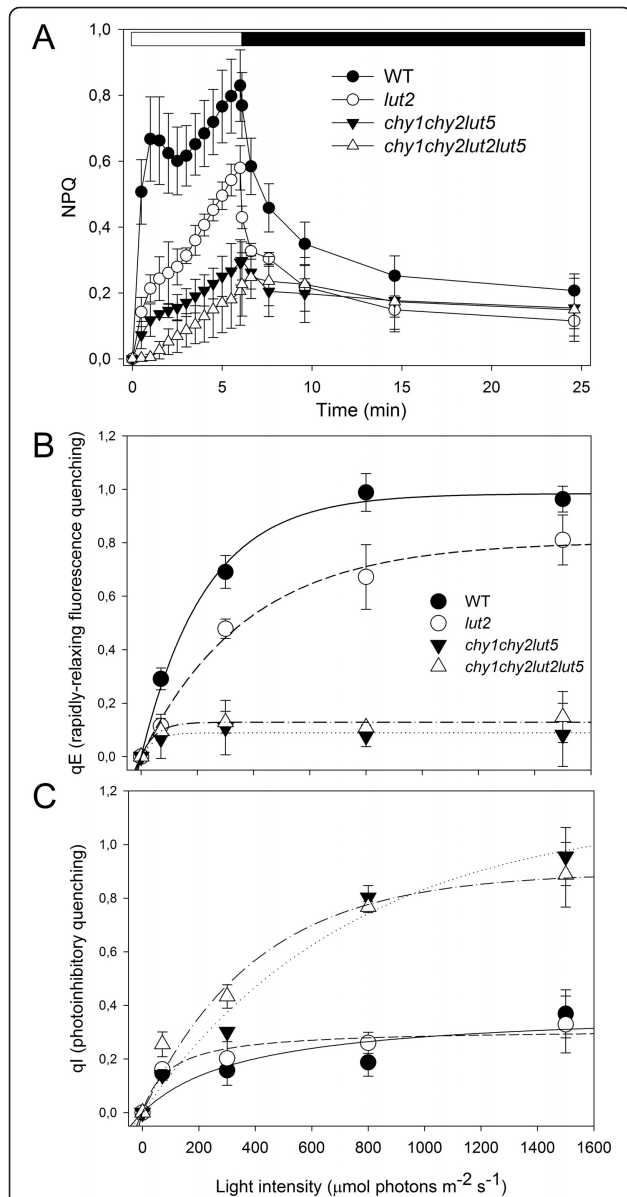 A
1,0
0,8
0,6
0,4
0,2
0,0
NPQ
WT
lut2
chy1chy2lut5
chy1chy2lut2lut5
0
5
10
15
20
25
Time (min)
B
1,2
1,0
0,8
0,6
0,4
0,2
0,0
qE (rapidly-relaxing fluorescence quenching)
WT
lut2
chy1chy2lut5
chy1chy2lut2lut5
C
1,2
1,0
0,8
0,6
0,4
0,2
0,0
qI (photoinhibitory quenching)
0
200
400
600
800
1000
1200
1400
1600
Light intensity (μmol photons m⁻² s⁻¹)